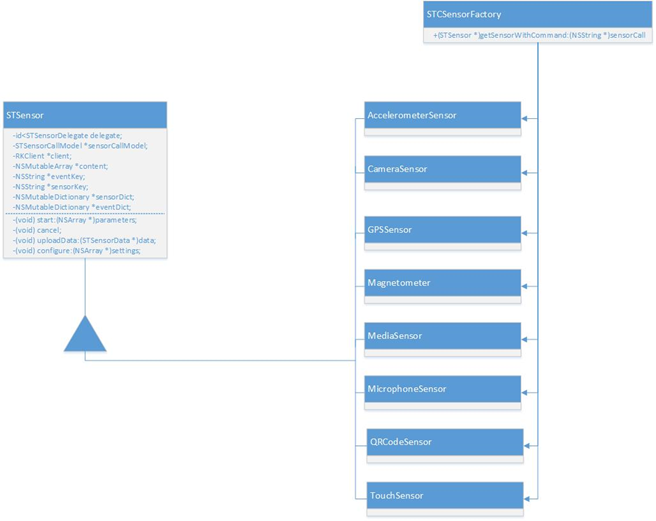 STCSensorFactory
+(STSensor *)getSensorWithCommand:(NSString *)sensorCall
STSensor
-id<STSensorDelegate delegate;
-STSensorCallModel *sensorCallModel;
-RKClient *client;
-NSMutableArray *content;
-NSString *eventKey;
-NSString *sensorKey;
-NSMutableDictionary *sensorDict;
-NSMutableDictionary *eventDict;
-(void) start:(NSArray *)parameters;
-(void) cancel;
-(void) uploadData:(STSensorData *)data;
-(void) configure:(NSArray *)settings;
AccelerometerSensor
CameraSensor
GPSSensor
Magnetometer
MediaSensor
MicrophoneSensor
QRCodeSensor
TouchSensor